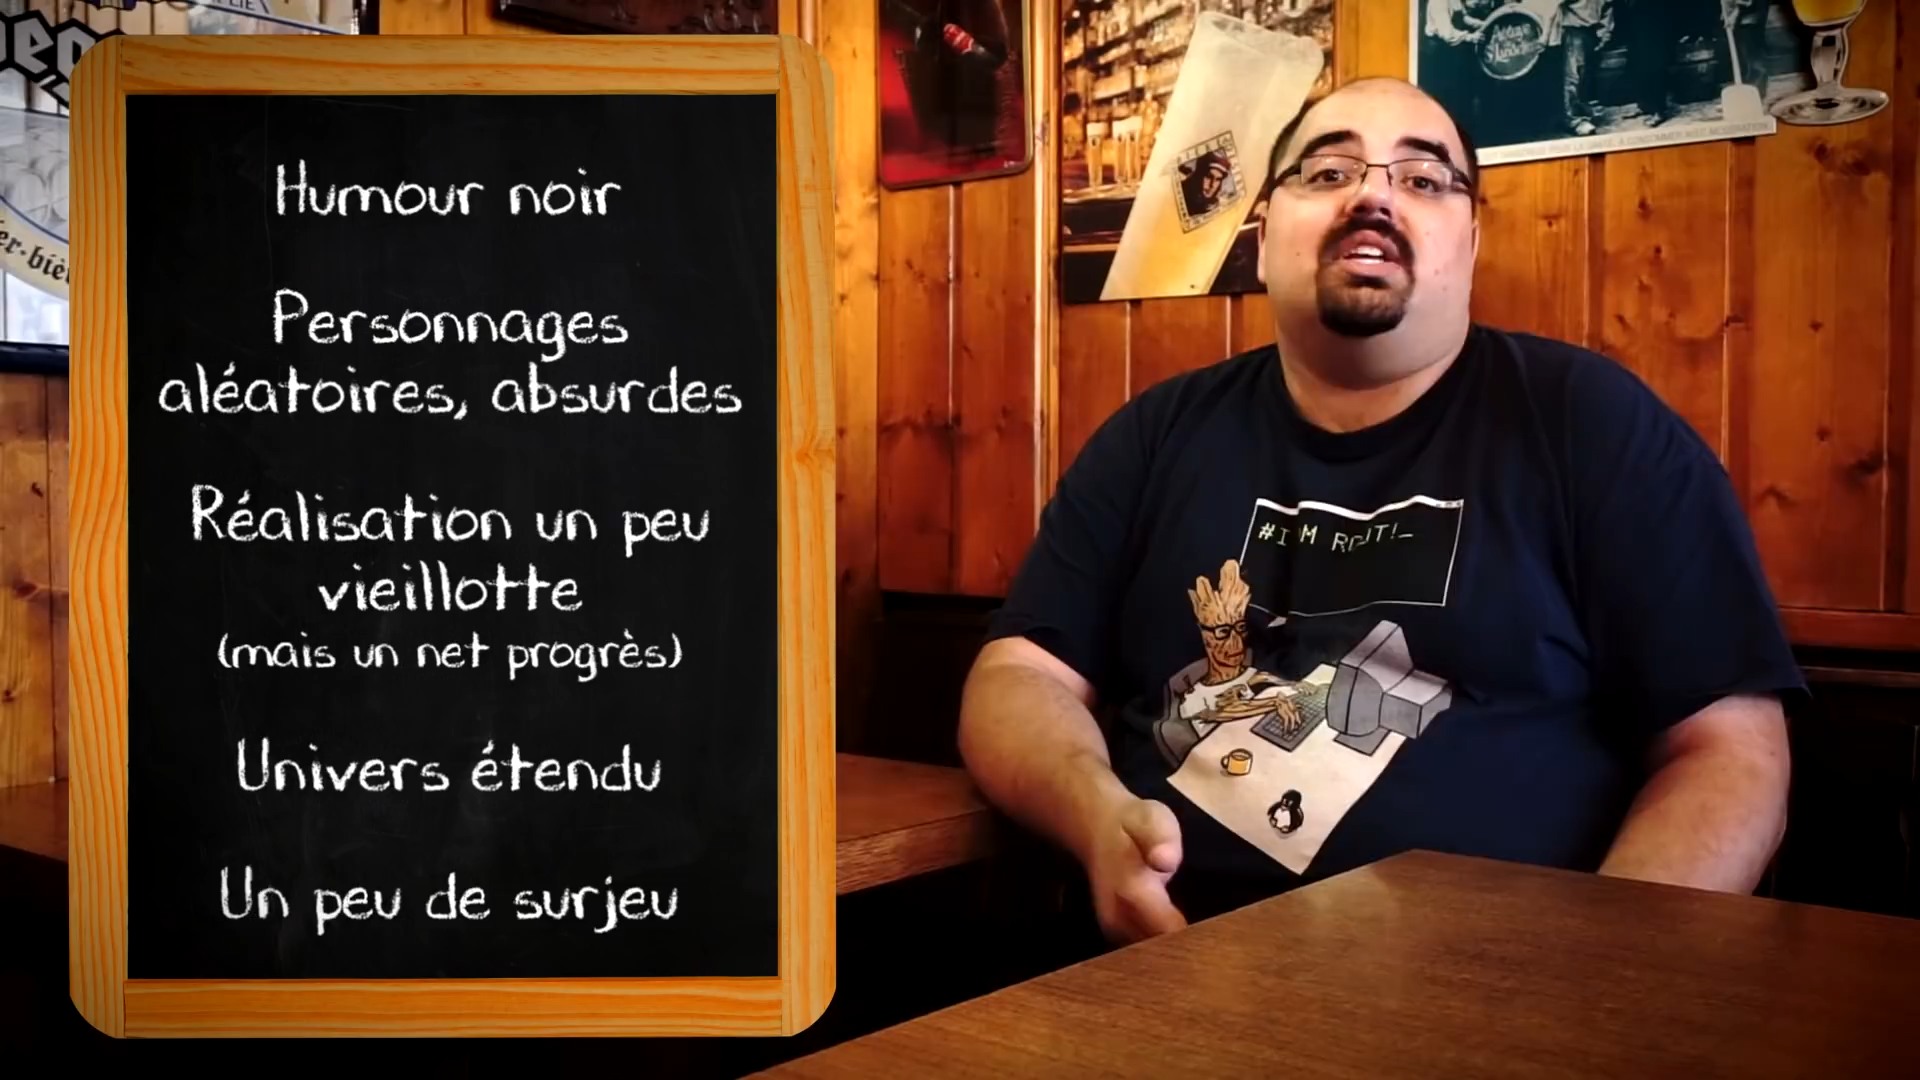 Humour noir
Personnages
aléatoires, absurdes
Réalisation un peu
vieillotte
(mais un net progrès)
Univers étendu
Un peu de surjeu